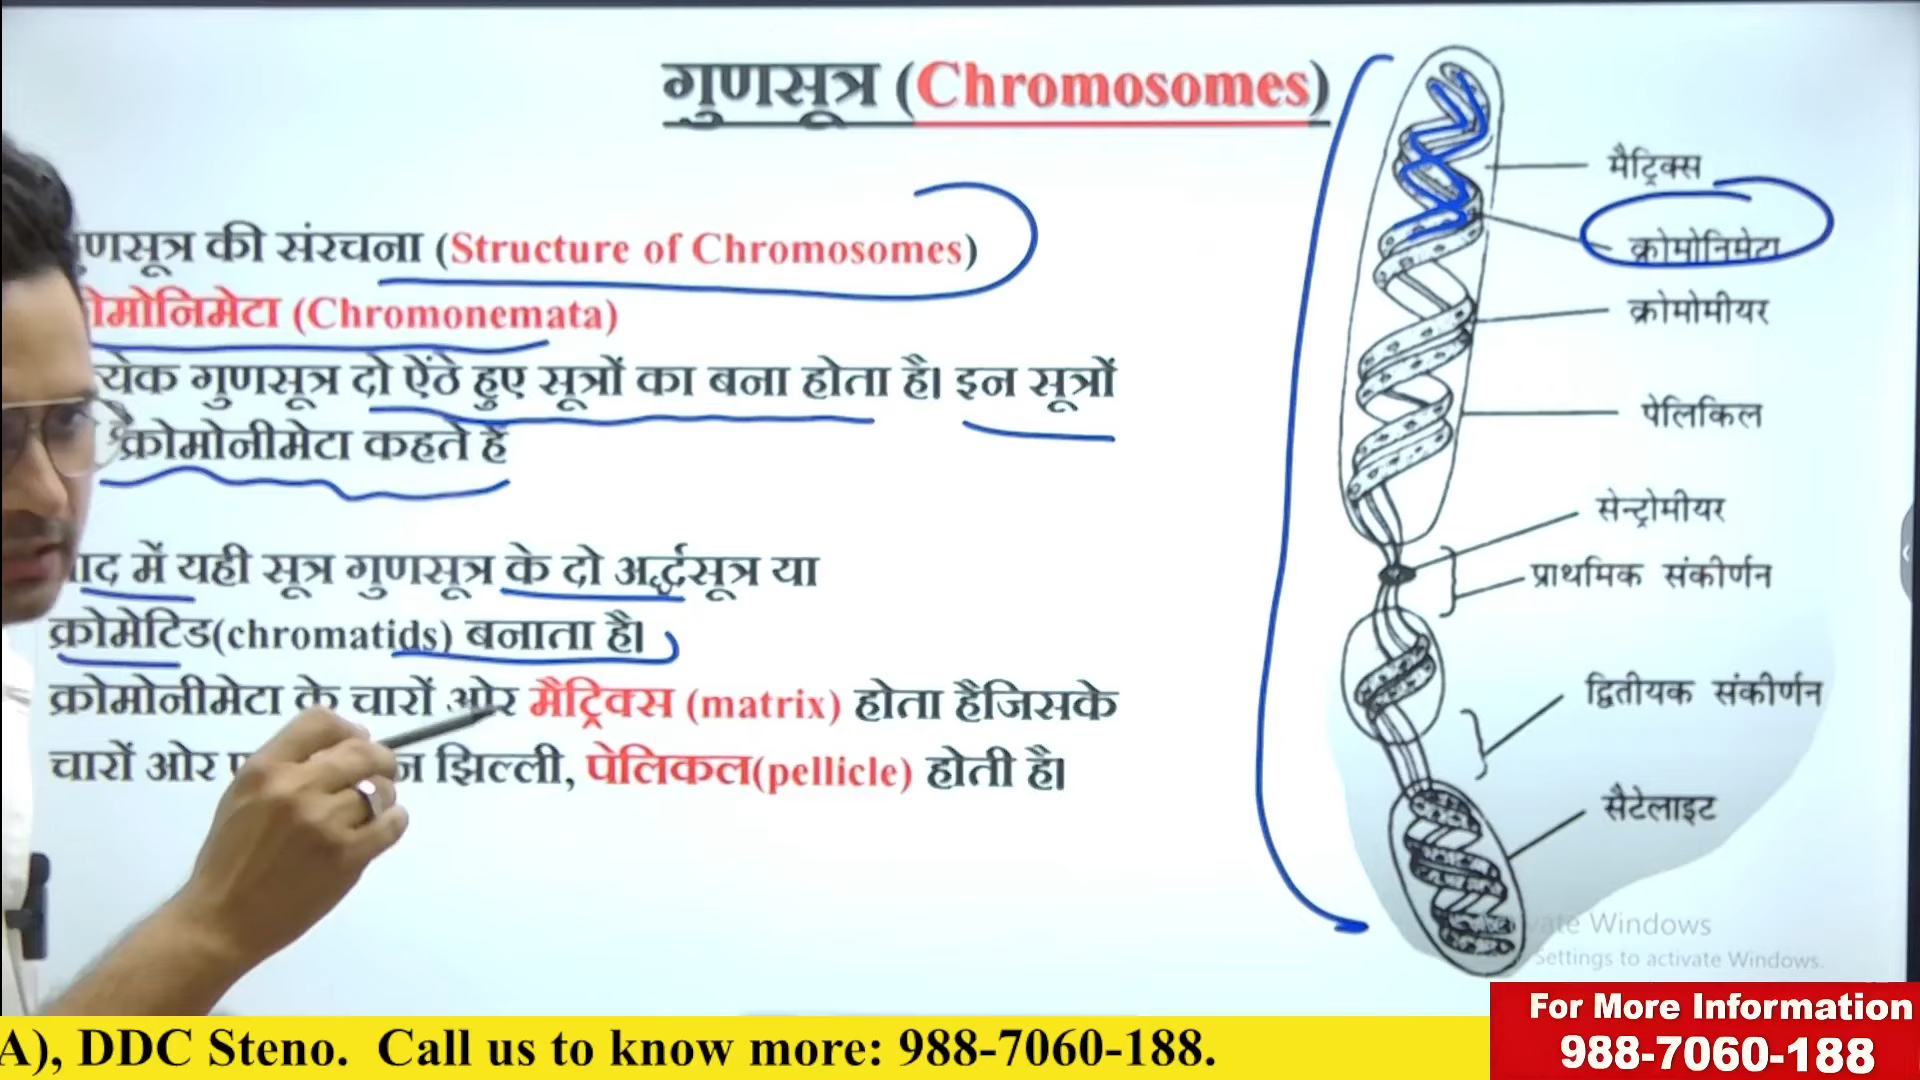 गुणसूत्र (Chromosomes)
की संरचना (Structure of Chromosomes)
(Chromonemata)
गुणसूत्र दो ऐंठे हुए सूत्रों का बना होता है। इन सूत्रों
क्रोमोनीमेटा कहते हैं
में यही सूत्र गुणसूत्र के दो अर्द्धसूत्र या
क्रोमेटिड(chromatids) बनाता है।
क्रोमोनीमेटा के चारों ओर मैट्रिक्स (matrix) होता हैजिसके
चारों ओर झिल्ली, पेलिकल(pellicle) होती है।
मैट्रिक्स
क्रोमोनिमेटा
क्रोमोमीयर
पेलिकिल
सेन्ट्रोमीयर
प्राथमिक संकीर्णन
द्वितीयक संकीर्णन
सैटेलाइट
Windows
Settings to activate Windows.
For More Information
988-7060-188
A), DDC Steno. Call us to know more: 988-7060-188.